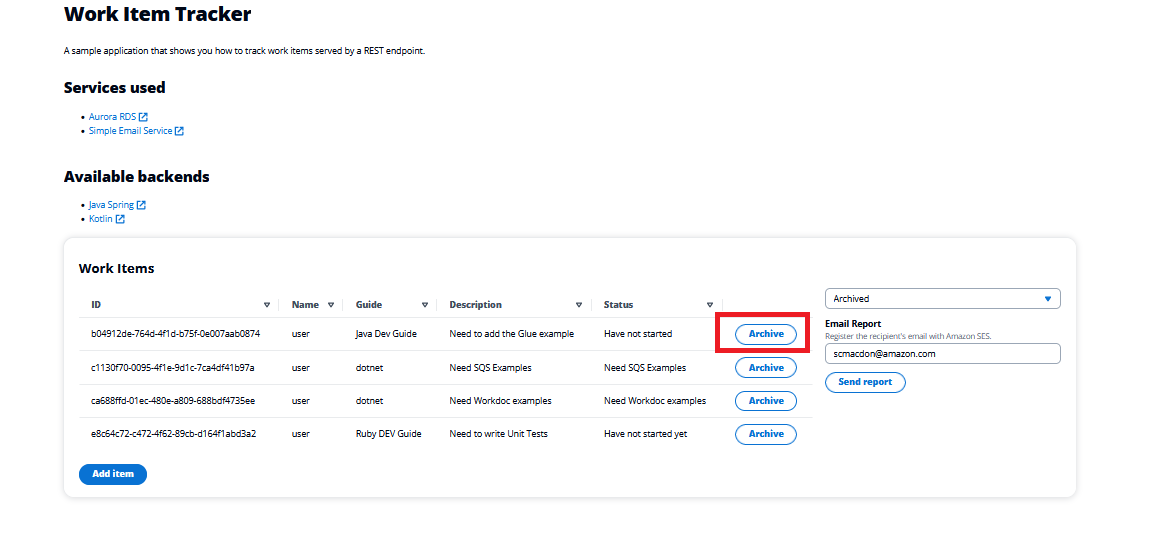 Work Item Tracker
A sample application that shows you how to track work items served by a REST endpoint.
Services used
Aurora RDS
Simple Email Service
Available backends
Java Spring
Kotlin
Work Items
ID Name Guide Description Status
b04912de-764d-4f1d-b75f-0e007aab0874 user Java Dev Guide Need to add the Glue example Have not started Archive
c1130f70-0095-4f1e-9d1c-7ca4df41b97a user dotnet Need SQS Examples Need SQS Examples Archive
ca688ffd-01ec-480e-a809-688bdf4735ee user dotnet Need Workdoc examples Need Workdoc examples Archive
e8c64c72-c472-4f62-89cb-d164f1abd3a2 user Ruby DEV Guide Need to write Unit Tests Have not started yet Archive
Add item
Archived
Email Report
Register the recipient's email with Amazon SES.
scmacdon@amazon.com
Send report